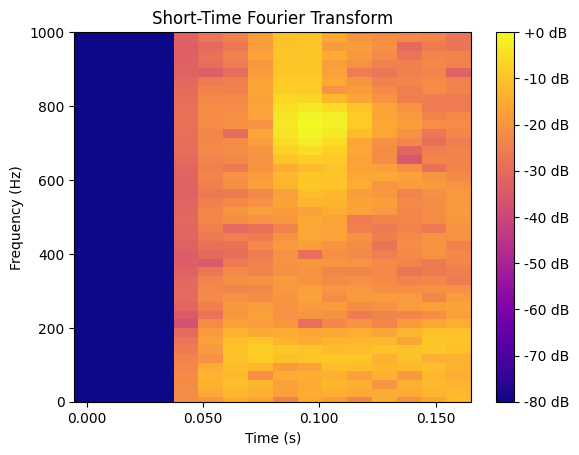 Short-Time Fourier Transform
1000
800
600
400
200
0
Frequency (Hz)
0.000
0.050
0.100
0.150
Time (s)
+0 dB
-10 dB
-20 dB
-30 dB
-40 dB
-50 dB
-60 dB
-70 dB
-80 dB